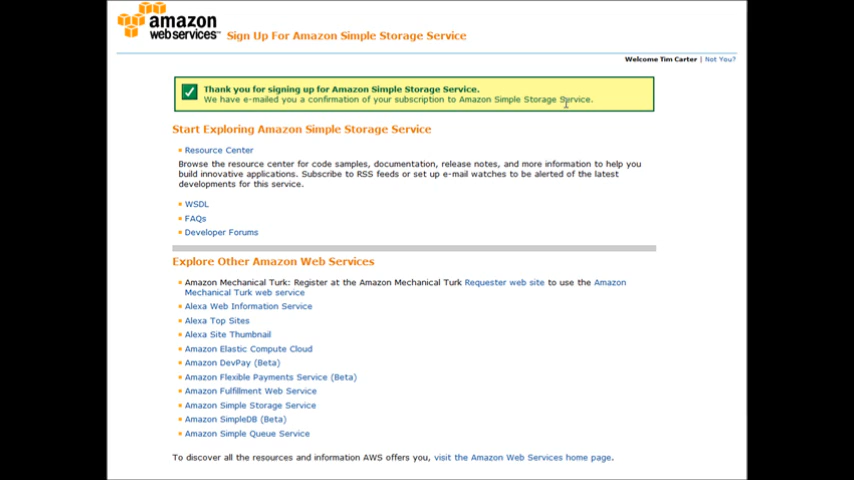 amazon
webservices™ Sign Up For Amazon Simple Storage Service
Welcome Tim Carter | Not You?
Thank you for signing up for Amazon Simple Storage Service.
We have e-mailed you a confirmation of your subscription to Amazon Simple Storage Service.
Start Exploring Amazon Simple Storage Service
Resource Center
Browse the resource center for code samples, documentation, release notes, and more information to help you
build innovative applications. Subscribe to RSS feeds or set up e-mail watches to be alerted of the latest
developments for this service.
WSDL
FAQs
Developer Forums
Explore Other Amazon Web Services
Amazon Mechanical Turk: Register at the Amazon Mechanical Turk Requester web site to use the Amazon
Mechanical Turk web service
Alexa Web Information Service
Alexa Top Sites
Alexa Site Thumbnail
Amazon Elastic Compute Cloud
Amazon DevPay (Beta)
Amazon Flexible Payments Service (Beta)
Amazon Fulfillment Web Service
Amazon Simple Storage Service
Amazon SimpleDB (Beta)
Amazon Simple Queue Service
To discover all the resources and information AWS offers you, visit the Amazon Web Services home page.